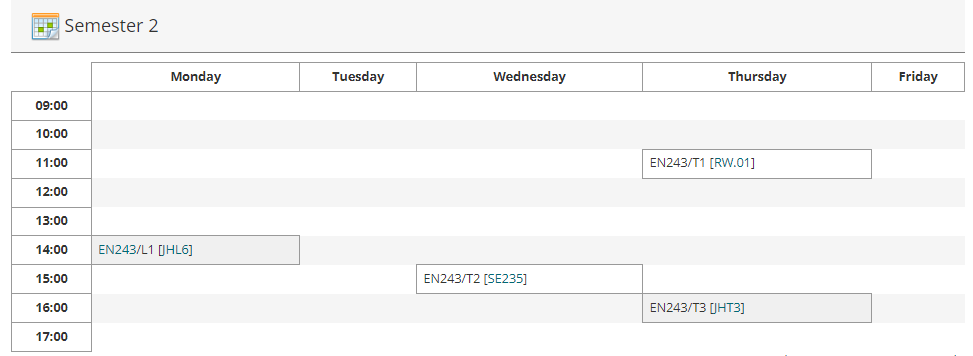 Semester 2
Monday Tuesday Wednesday Thursday Friday
09:00
10:00
11:00 EN243/T1 [RW.01]
12:00
13:00
14:00 EN243/L1 [JHL6]
15:00 EN243/T2 [SE235]
16:00 EN243/T3 [JHT3]
17:00